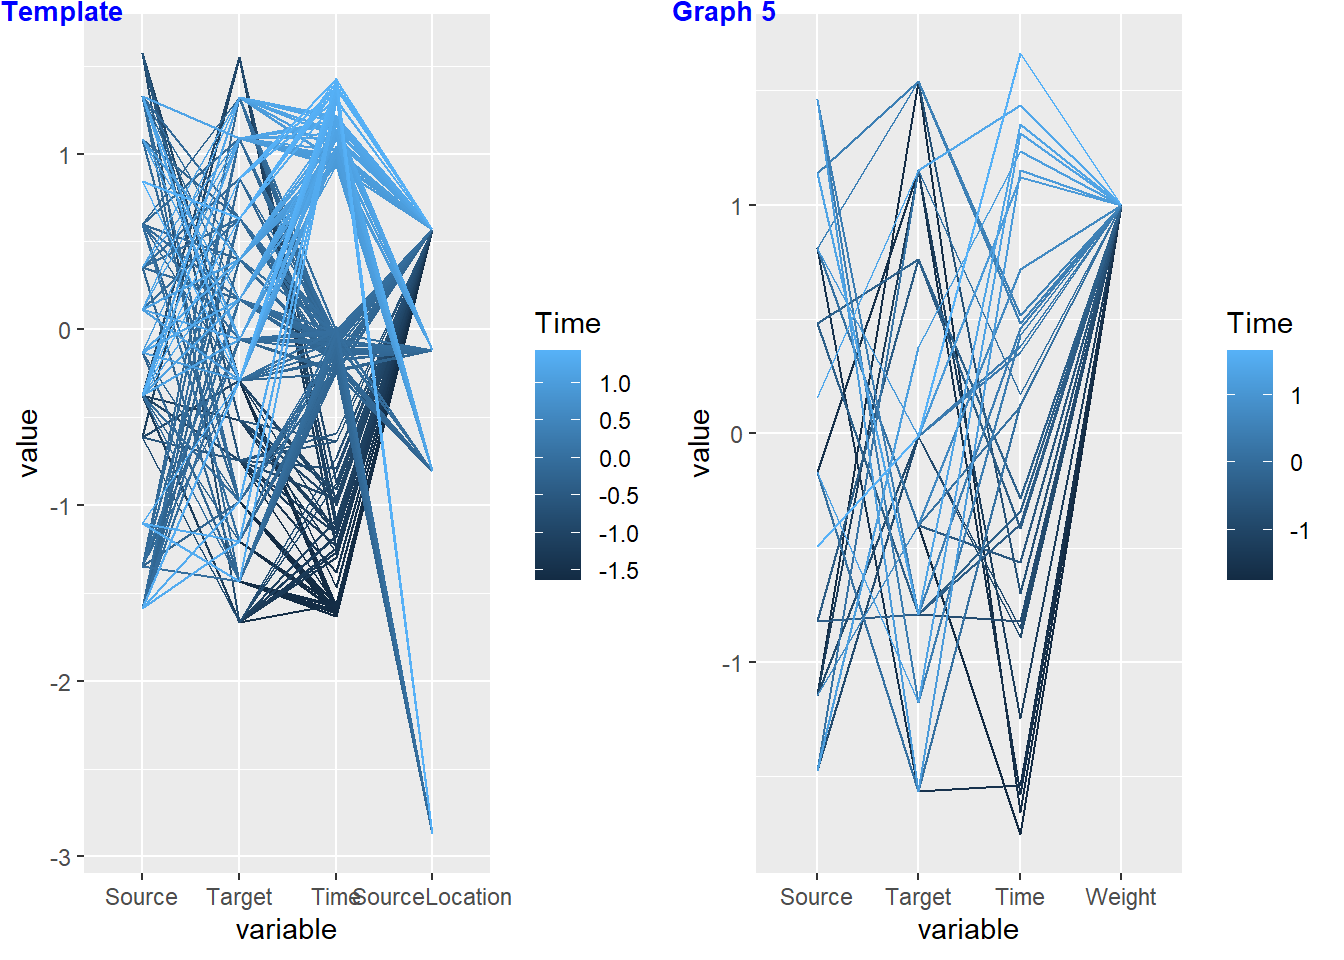 Template
value
1
0
-1
-2
-3
Source Target Time SourceLocation
variable
Time
1.0
0.5
0.0
-0.5
-1.0
-1.5
Graph 5
value
1
0
-1
Source Target Time Weight
variable
Time
1
0
-1